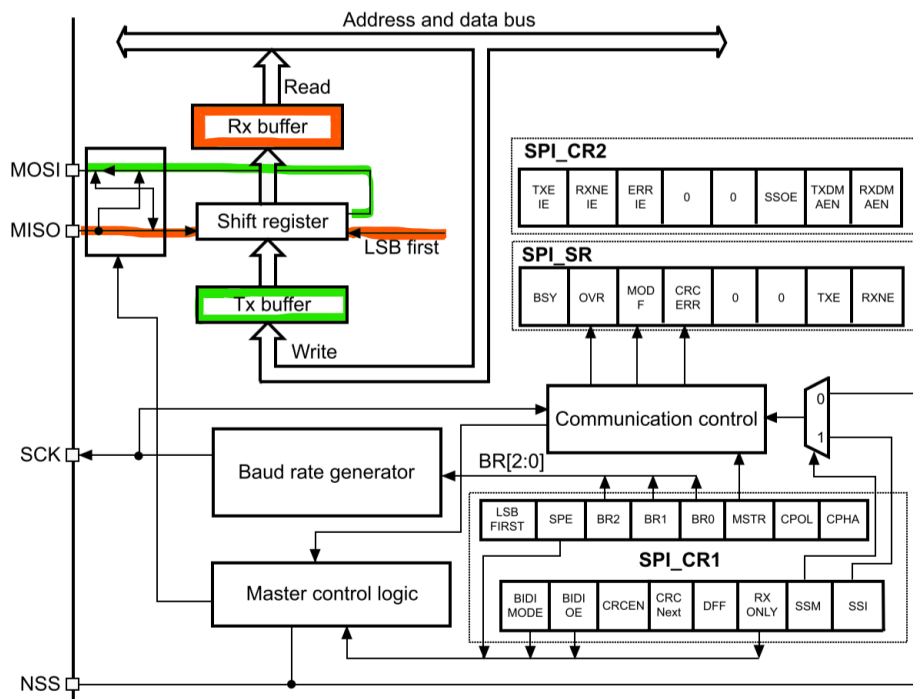 Address and data bus
Read
Rx buffer
MOSI
MISO
Shift register
LSB first
Tx buffer
Write
SPI_CR2
TXE
IE
RXNE
IE
ERR
IE
0
0
SSOE
TXDM
AEN
RXDM
AEN
SPI_SR
BSY
OVR
MOD
F
CRC
ERR
0
0
TXE
RXNE
Communication control
0
1
SCK
Baud rate generator
BR[2:0]
LSB
FIRST
SPE
BR2
BR1
BR0
MSTR
CPOL
CPHA
SPI_CR1
Master control logic
BIDI
MODE
BIDI
OE
CRCEN
CRC
Next
DFF
RX
ONLY
SSM
SSI
NSS